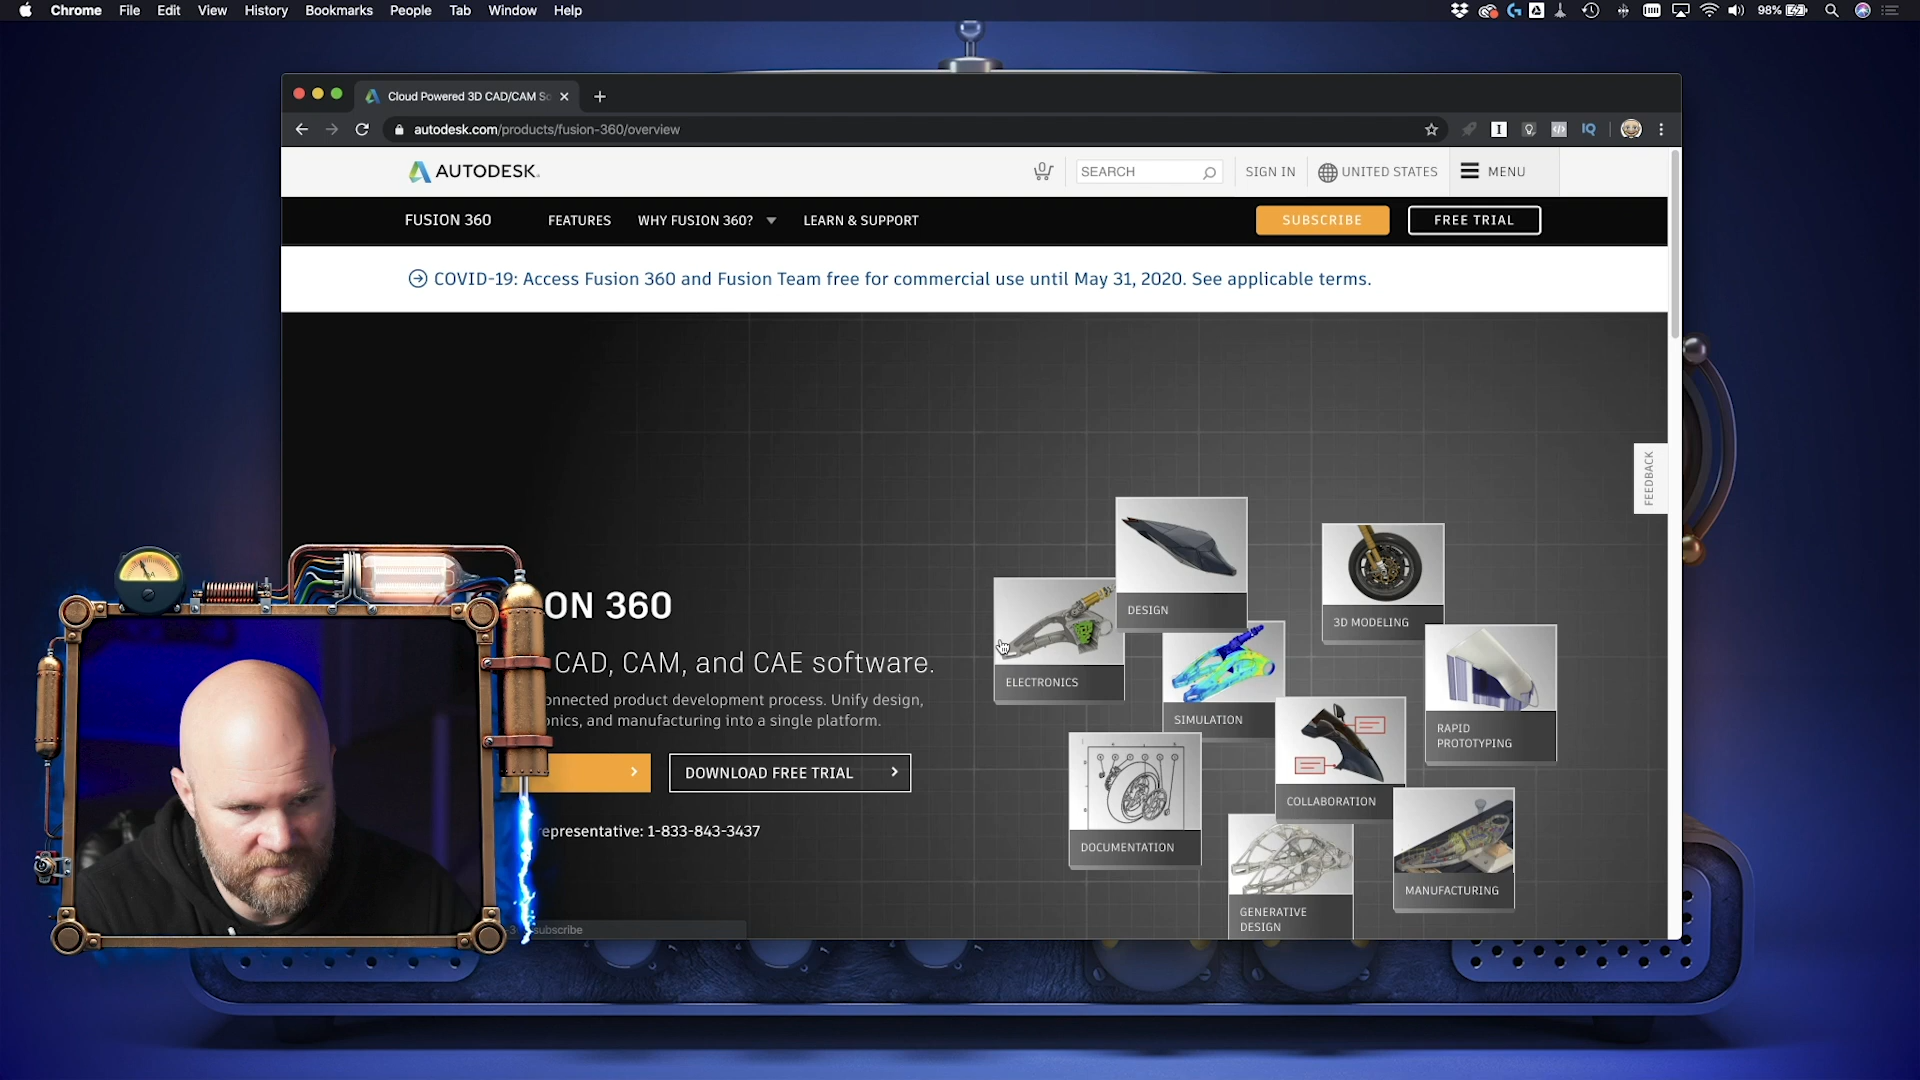 Chrome File Edit View History Bookmarks People Tab Window Help
98%
Cloud Powered 3D CAD/CAM So
autodesk.com/products/fusion-360/overview
AUTODESK.
0
SEARCH
SIGN IN
UNITED STATES
MENU
FUSION 360
FEATURES
WHY FUSION 360?
LEARN & SUPPORT
SUBSCRIBE
FREE TRIAL
COVID-19: Access Fusion 360 and Fusion Team free for commercial use until May 31, 2020. See applicable terms.
FEEDBACK
ON 360
CAD, CAM, and CAE software.
onnected product development process. Unify design,
onics, and manufacturing into a single platform.
DOWNLOAD FREE TRIAL
epresentative: 1-833-843-3437
DESIGN
3D MODELING
ELECTRONICS
SIMULATION
RAPID
PROTOTYPING
COLLABORATION
DOCUMENTATION
MANUFACTURING
GENERATIVE
DESIGN
subscribe